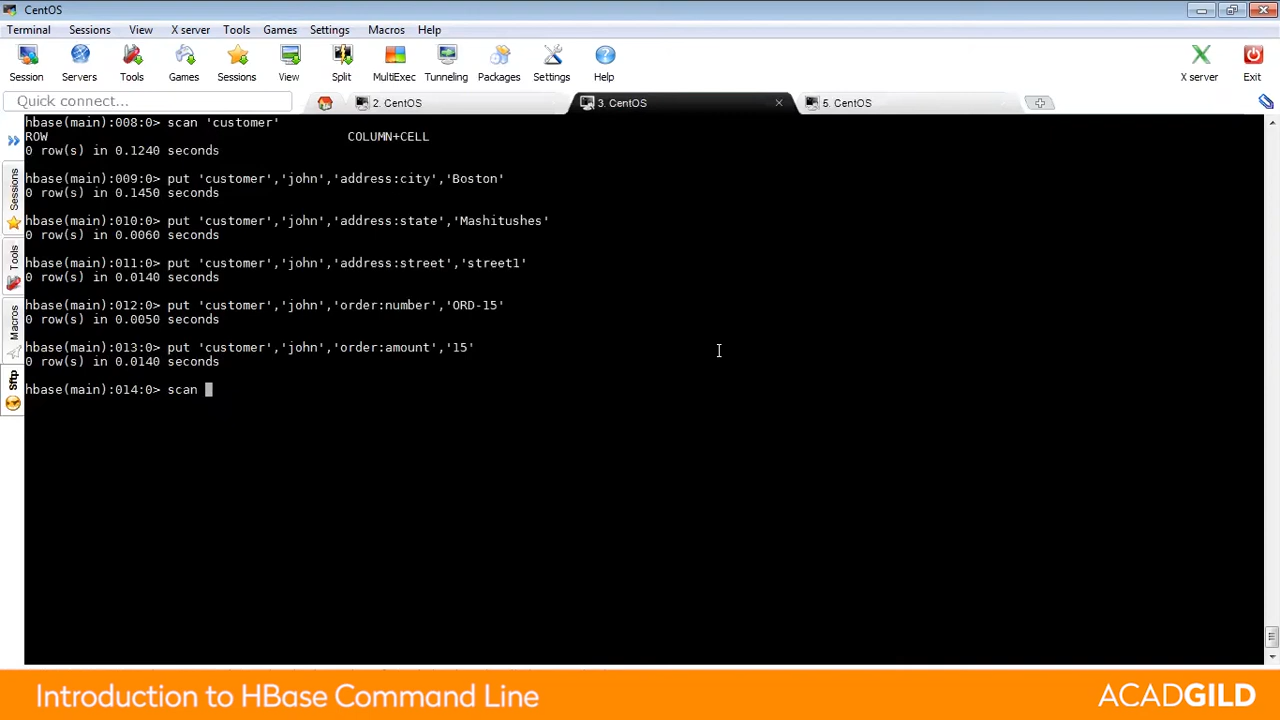 CentOS
Terminal Sessions View X server Tools Games Settings Macros Help
Session Servers Tools Games Sessions View Split MultiExec Tunneling Packages Settings Help X server Exit
Quick connect... 2. CentOS 3. CentOS 5. CentOS
Sessions
Tools
Macros
Sftp
hbase(main):008:0> scan 'customer'
ROW COLUMN+CELL
0 row(s) in 0.1240 seconds
hbase(main):009:0> put 'customer','john','address:city','Boston'
0 row(s) in 0.1450 seconds
hbase(main):010:0> put 'customer','john','address:state','Mashitushes'
0 row(s) in 0.0060 seconds
hbase(main):011:0> put 'customer','john','address:street','street1'
0 row(s) in 0.0140 seconds
hbase(main):012:0> put 'customer','john','order:number','ORD-15'
0 row(s) in 0.0050 seconds
hbase(main):013:0> put 'customer','john','order:amount','15'
0 row(s) in 0.0140 seconds
hbase(main):014:0> scan
Introduction to HBase Command Line
ACADGILD